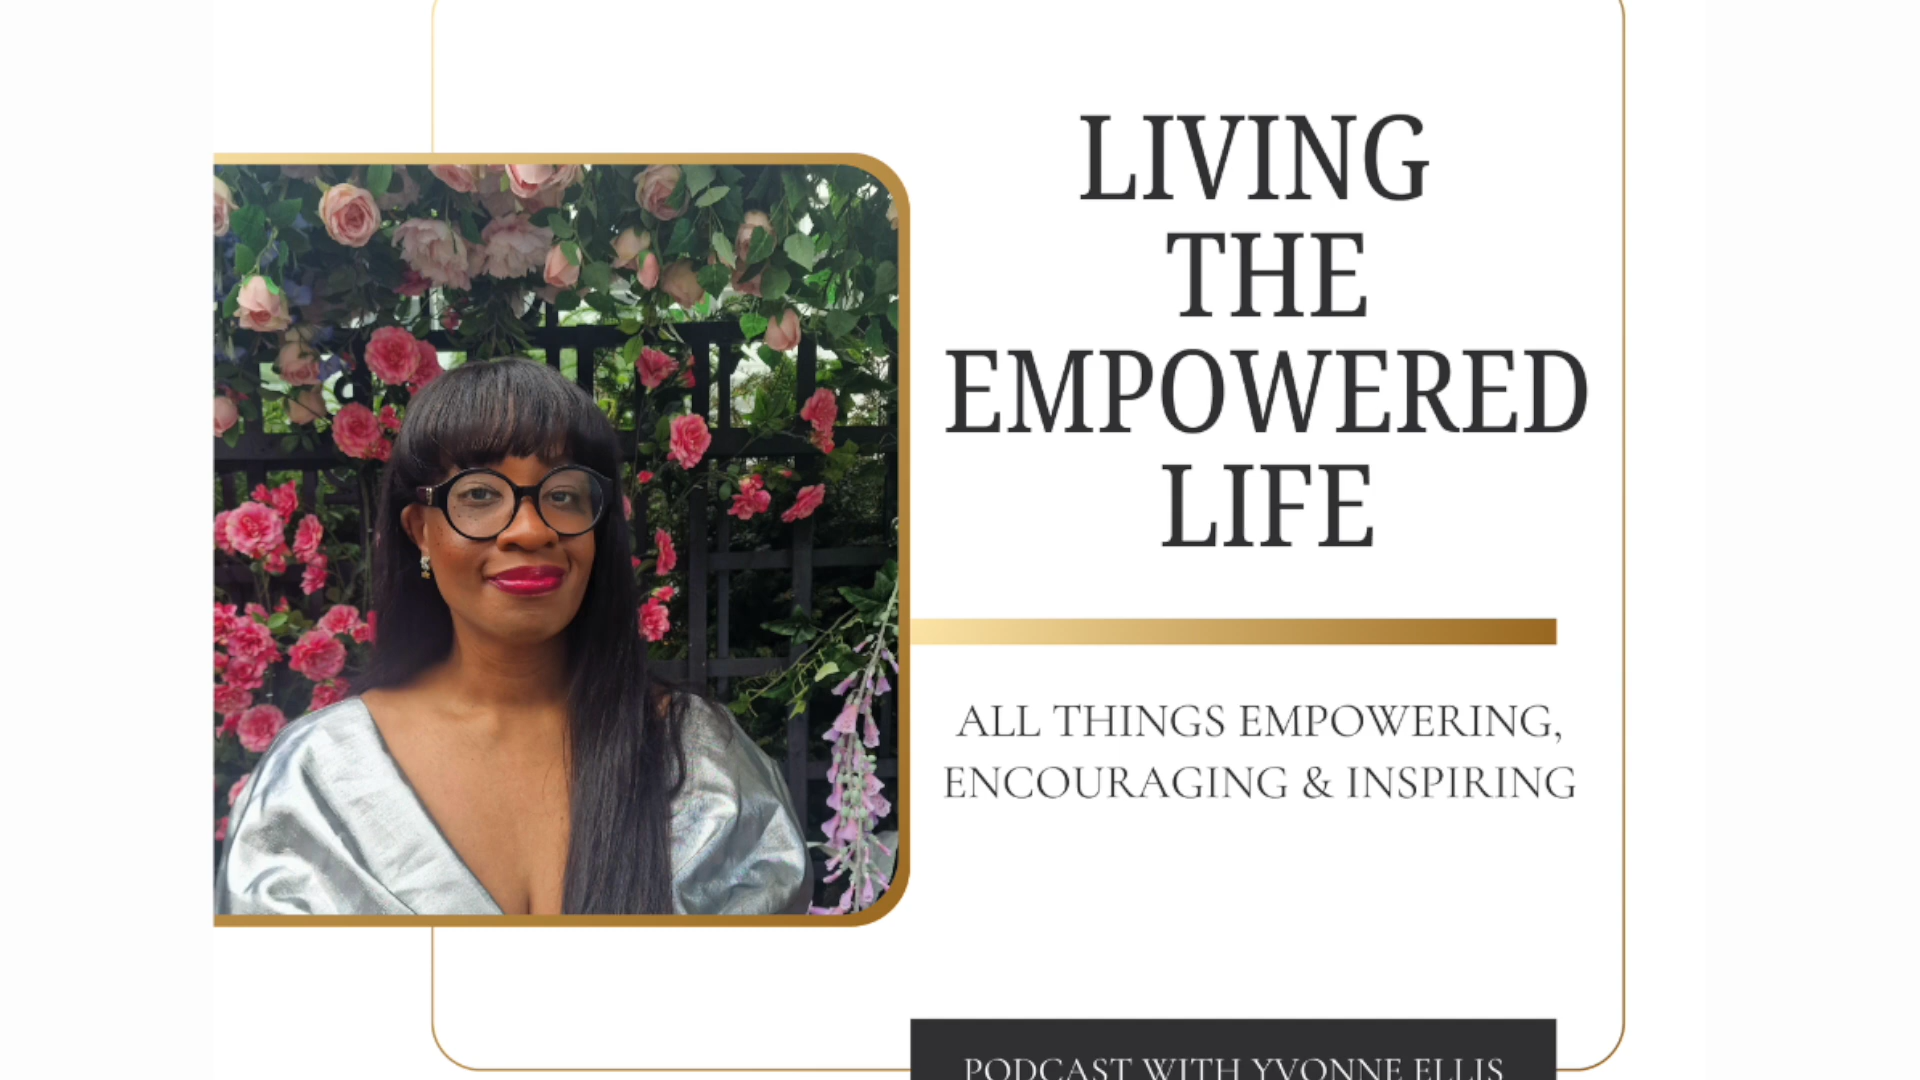 LIVING
THE
EMPOWERED
LIFE
ALL THINGS EMPOWERING,
ENCOURAGING & INSPIRING
PODCAST WITH YVONNE ELLIS